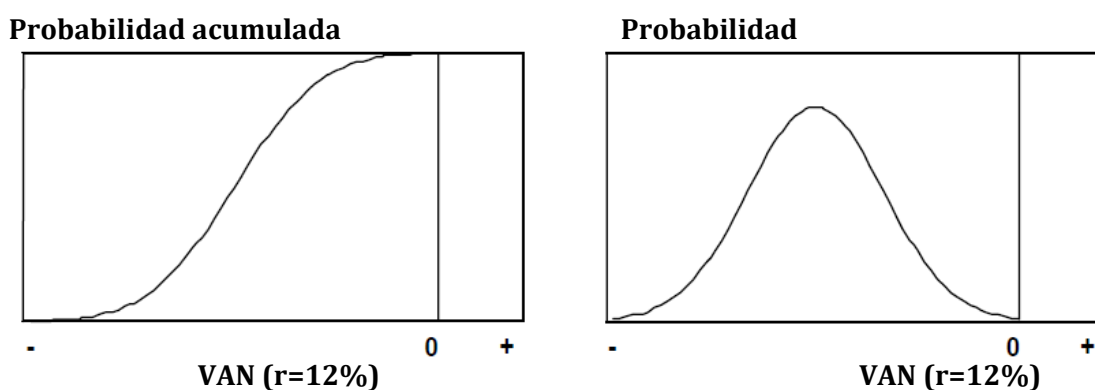 Probabilidad acumulada
- 0 +
VAN (r=12%)
Probabilidad
- 0 +
VAN (r=12%)